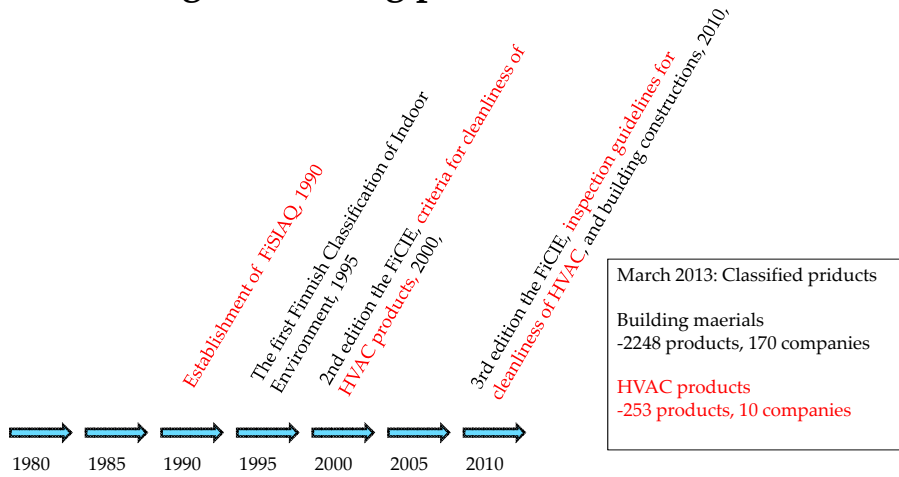 Establishment of FiSIAQ, 1990
The first Finnish Classification of Indoor
Environment, 1995
2nd edition the FiCIE, criteria for cleanliness of
HVAC products, 2000,
3rd edition the FiCIE, inspection guidelines for
cleanliness of HVAC, and building constructions, 2010,
March 2013: Classified priducts
Building maerials
-2248 products, 170 companies
HVAC products
-253 products, 10 companies
1980 1985 1990 1995 2000 2005 2010